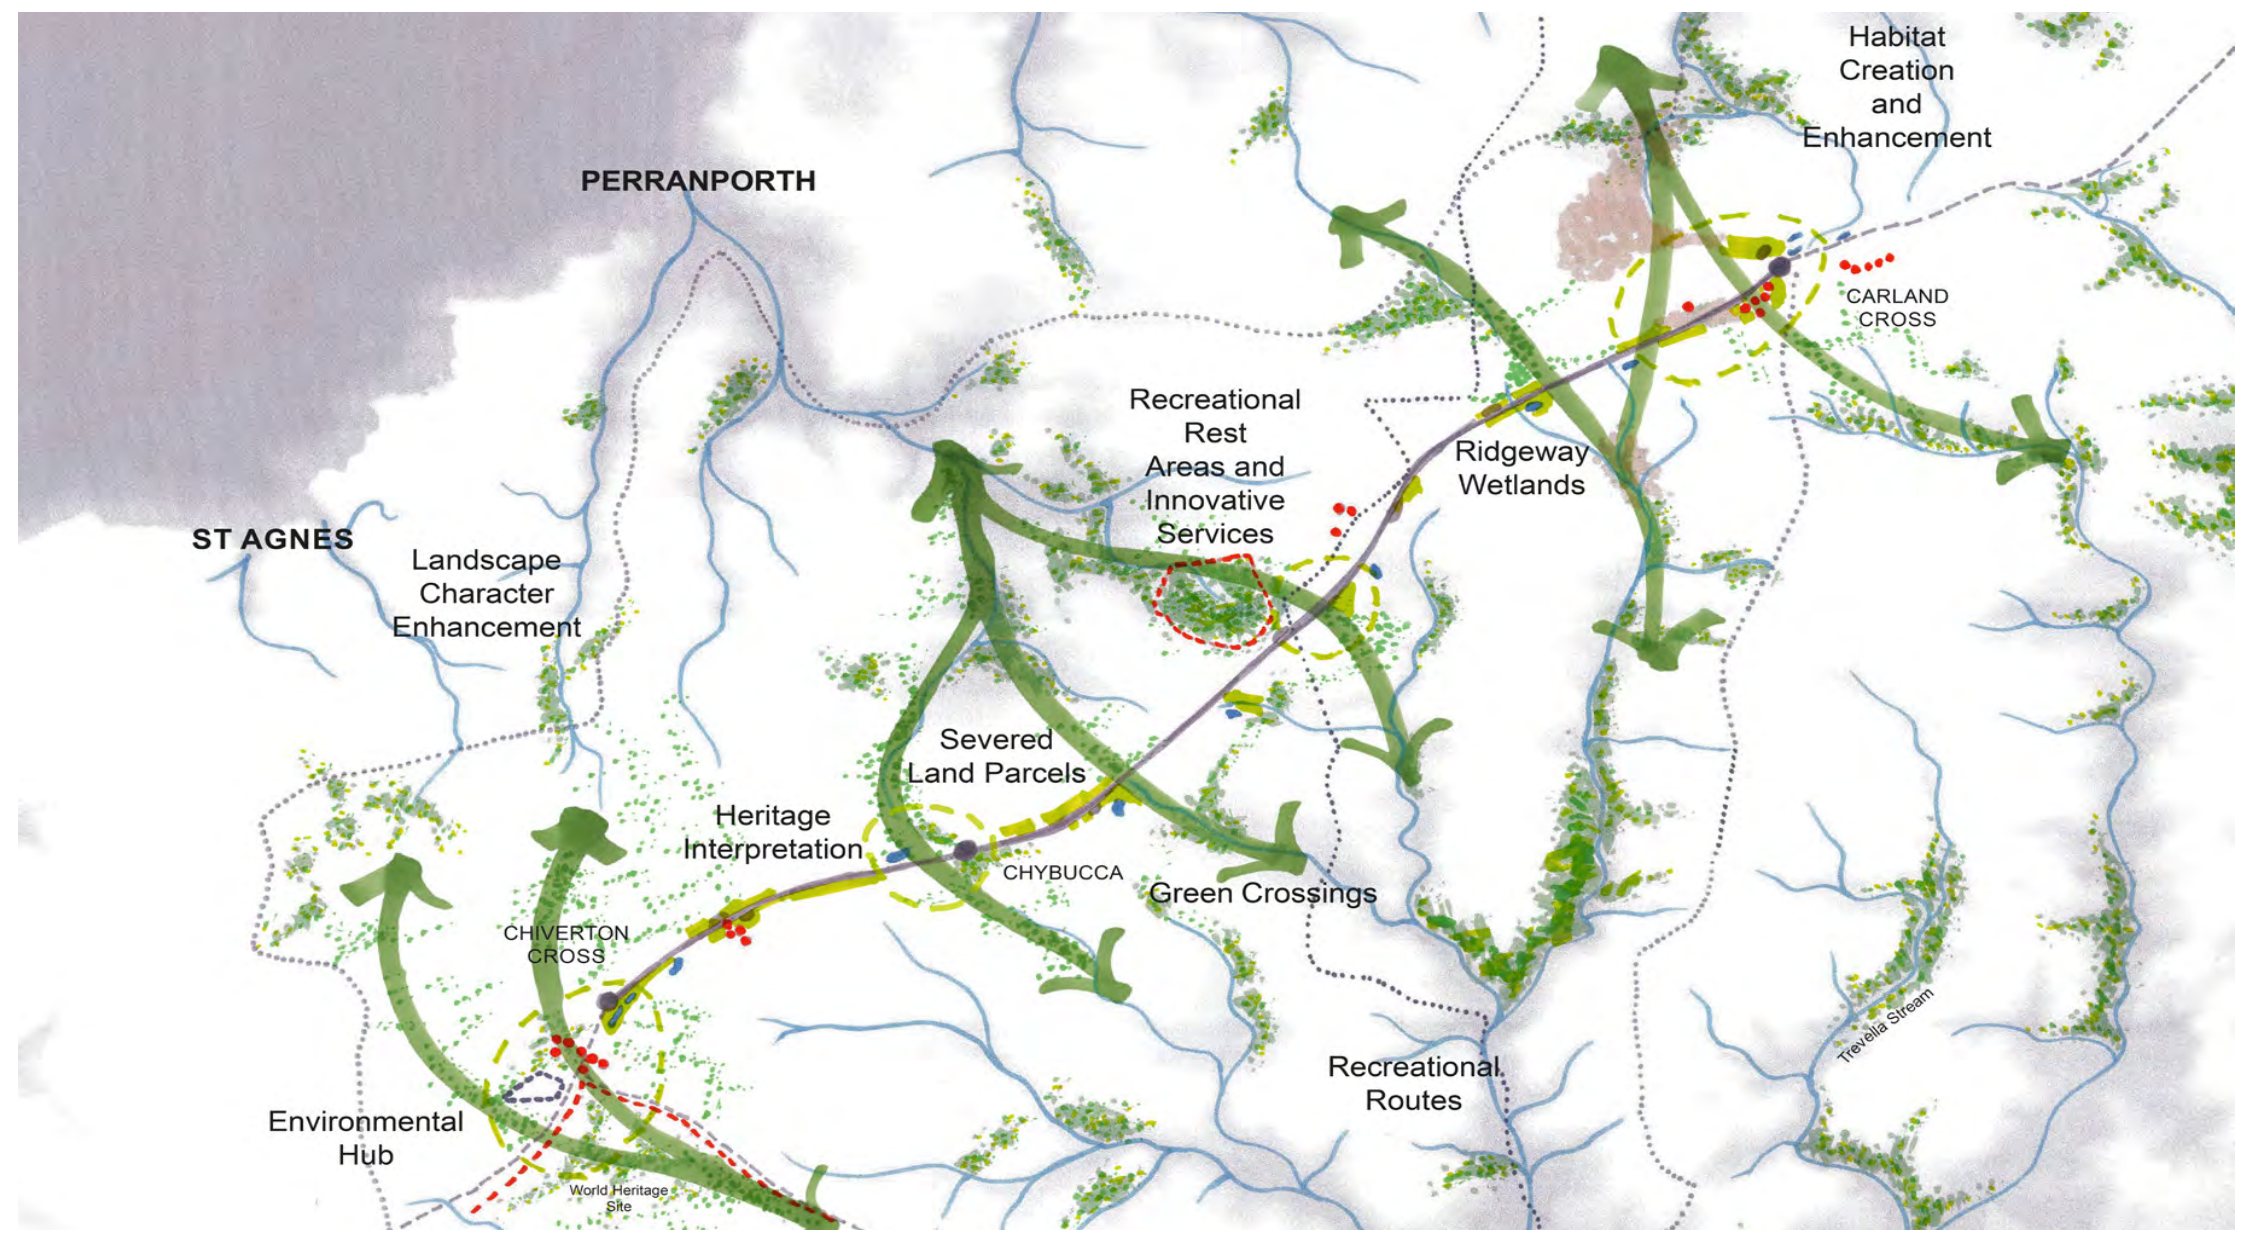 Habitat
Creation
and
Enhancement
PERRANPORTH
CARLAND
CROSS
Recreational
Rest
Areas and
Innovative
Services
Ridgeway
Wetlands
ST AGNES
Landscape
Character
Enhancement
Severed
Land Parcels
Heritage
Interpretation
CHYBUCCA
Green Crossings
CHIVERTON
CROSS
Trevella Stream
Recreational
Routes
Environmental
Hub
World Heritage
Site